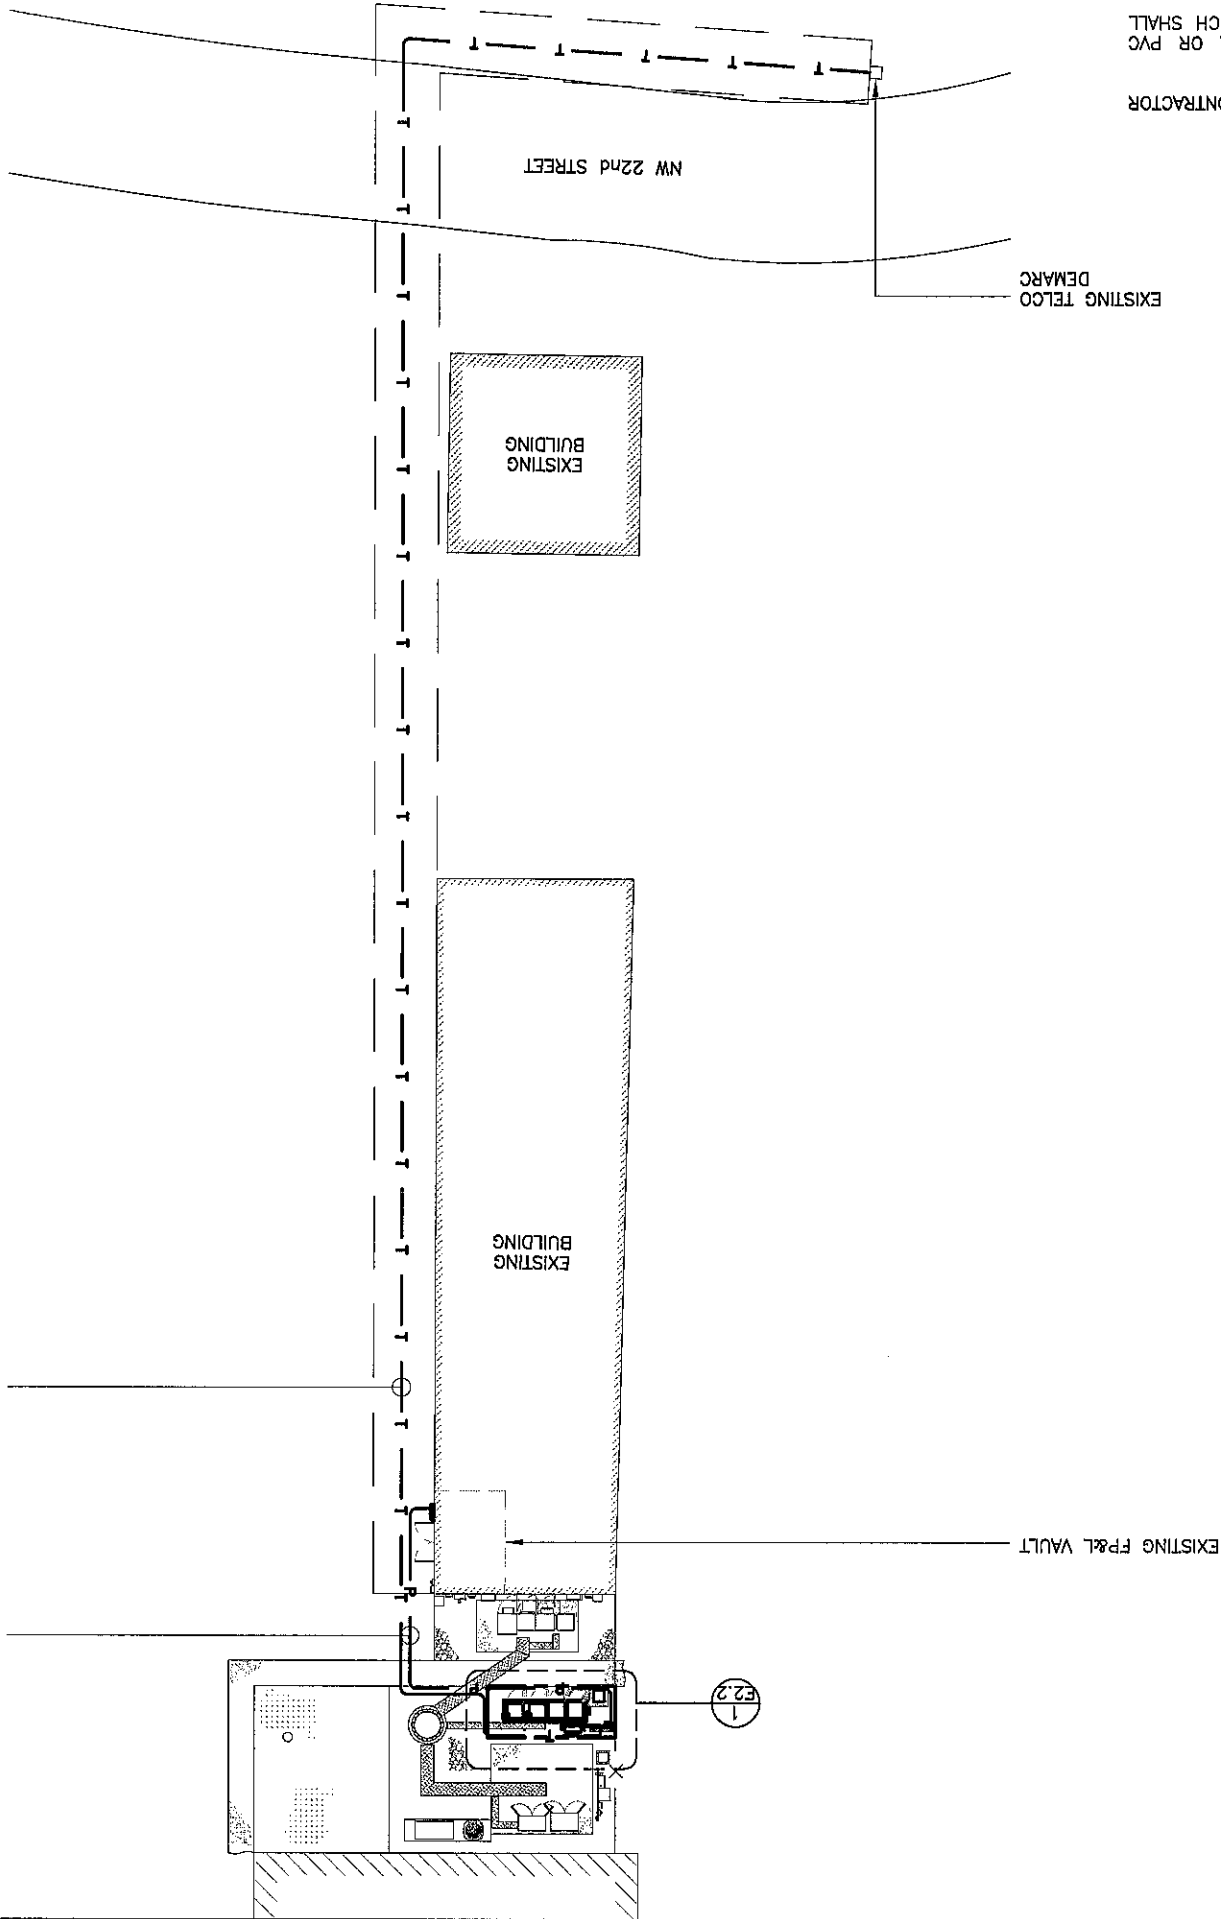 1
E2.2
EXISTING FP&L VAULT
EXISTING
BUILDING
EXISTING
BUILDING
EXISTING TELCO
DEMARC
NW 22nd STREET
ONTRACTOR
OR PVC
CH SHALL